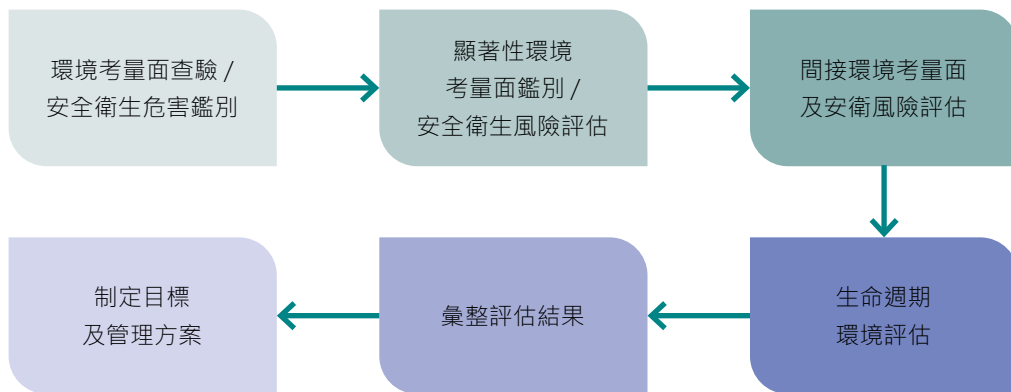 環境考量面查驗 /
安全衛生危害鑑別
顯著性環境
考量面鑑別 /
安全衛生風險評估
間接環境考量面
及安衛風險評估
生命週期
環境評估
彙整評估結果
制定目標
及管理方案